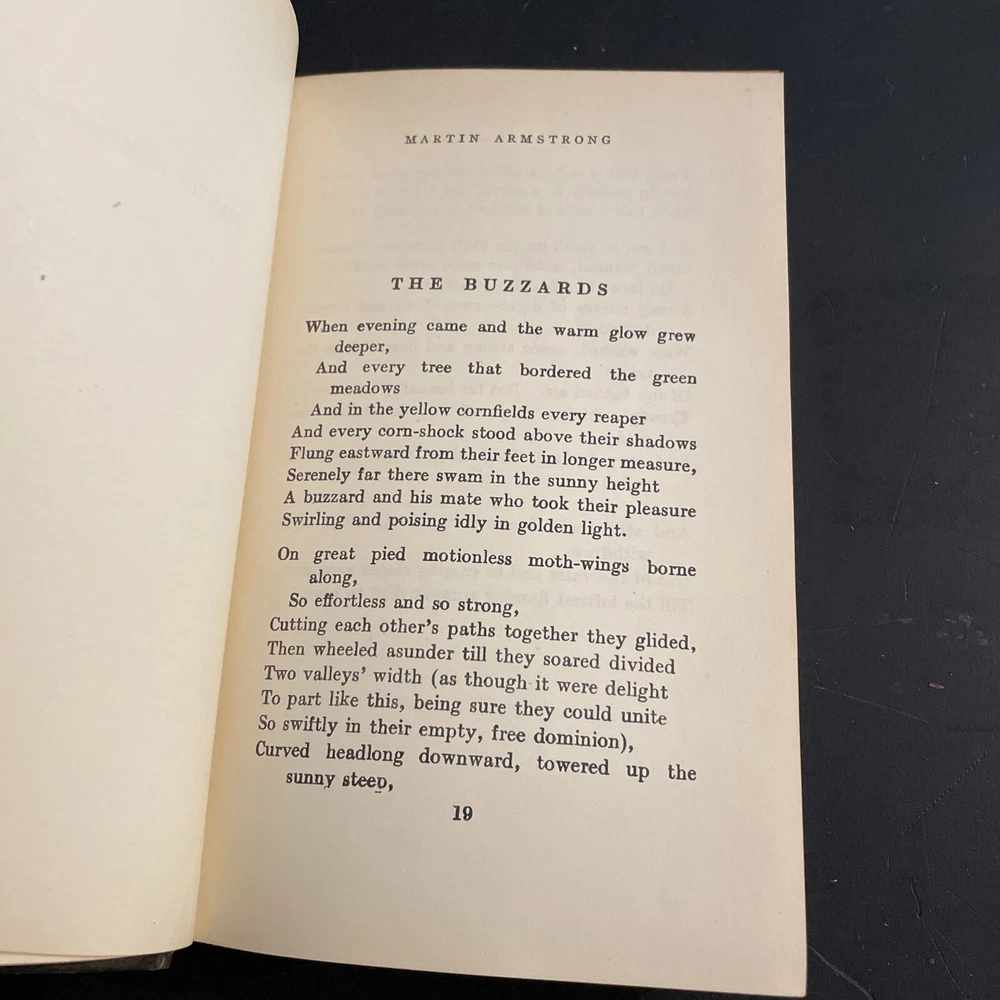 MARTIN ARMSTRONG
THE BUZZARDS
When evening came and the warm glow grew
deeper,
And every tree that bordered the green
meadows
And in the yellow cornfields every reaper
And every corn-shock stood above their shadows
Flung eastward from their feet in longer measure,
Serenely far there swam in the sunny height
A buzzard and his mate who took their pleasure
Swirling and poising idly in golden light.
On great pied motionless moth-wings borne
along,
So effortless and so strong,
Cutting each other's paths together they glided,
Then wheeled asunder till they soared divided
Two valleys' width (as though it were delight
To part like this, being sure they could unite
So swiftly in their empty, free dominion),
Curved headlong downward, towered up the
sunny steep,
19